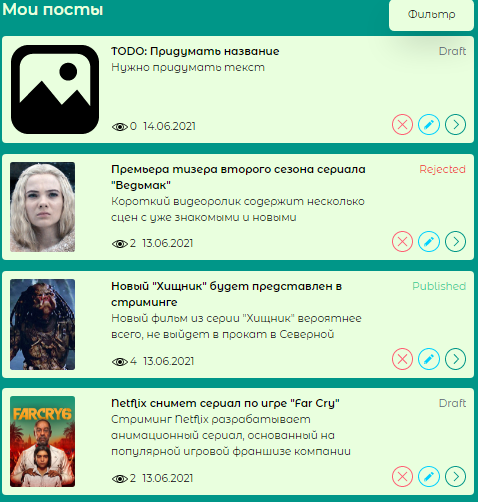 Мои посты
Фильтр
TODO: Придумать название
Draft
Нужно придумать текст
0 14.06.2021
Премьера тизера второго сезона сериала
Rejected
"Ведьмак"
Короткий видеоролик содержит несколько
сцен с уже знакомыми и новыми
2 13.06.2021
Новый "Хищник" будет представлен в
Published
стриминге
Новый фильм из серии "Хищник" вероятнее
всего, не выйдет в прокат в Северной
4 13.06.2021
Netflix снимет сериал по игре "Far Cry"
Draft
Стриминг Netflix разрабатывает
анимационный сериал, основанный на
популярной игровой франшизе компании
FARCRY6
2 13.06.2021